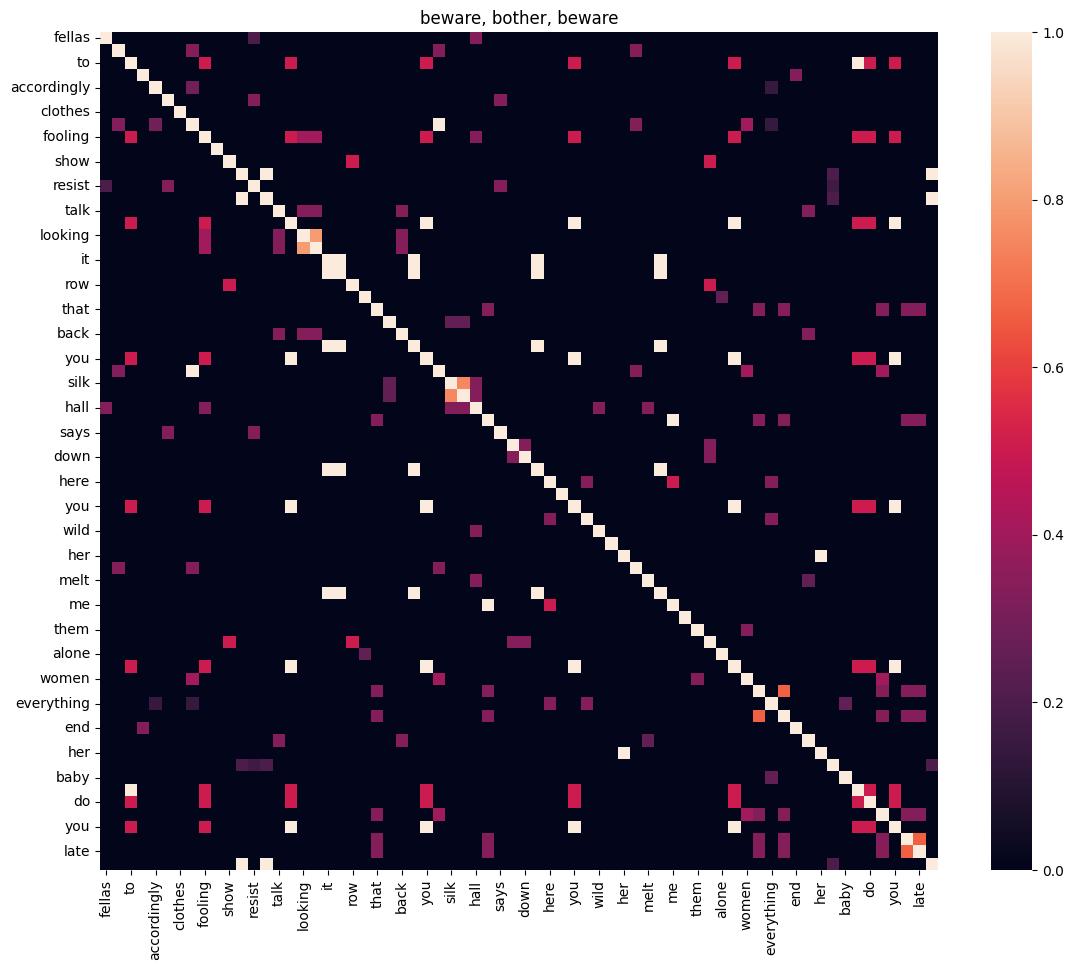 beware, bother, beware
fellas
to
accordingly
clothes
fooling
show
resist
talk
looking
it
row
that
back
you
silk
hall
says
down
here
you
wild
her
melt
me
them
alone
women
everything
end
her
baby
do
you
late
fellas
to
accordingly
clothes
fooling
show
resist
talk
looking
it
row
that
back
you
silk
hall
says
down
here
you
wild
her
melt
me
them
alone
women
everything
end
her
baby
do
you
late
1.0
0.8
0.6
0.4
0.2
0.0